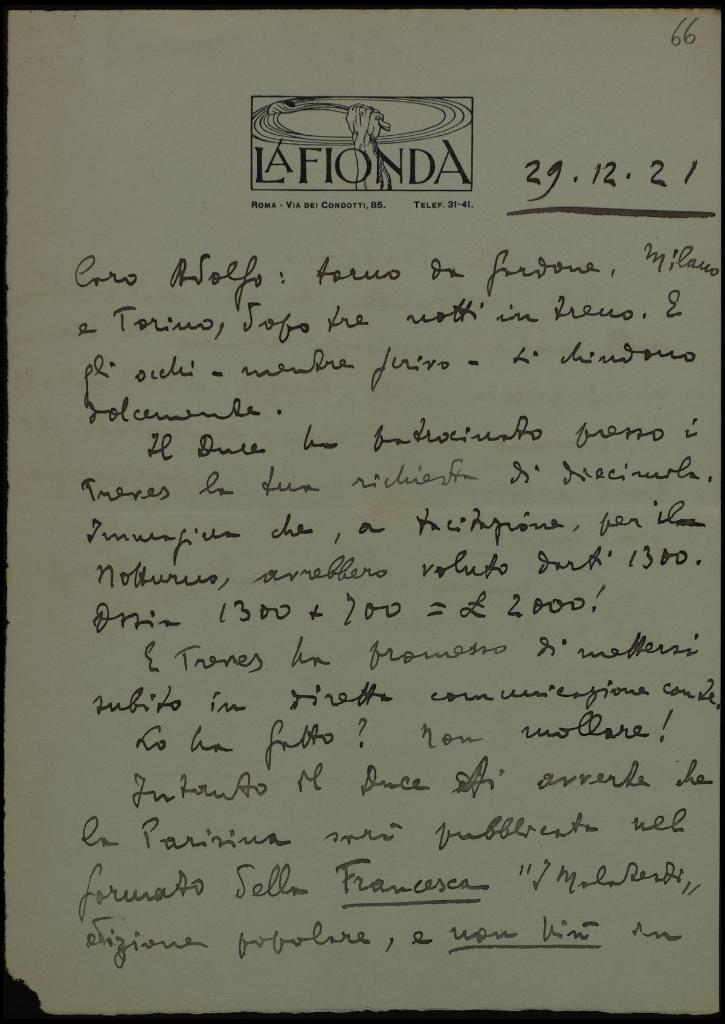 66
LA FIONDA
ROMA - VIA DEI CONDOTTI, 85. TELEF. 31-41.
29.12.21
Caro Adolfo: torno da Gardone, Milano
e Torino, dopo tre notti in treno. E
gli occhi - mentre scrivo - si chiudono
dolcemente.
Il Duce ha patrocinato presso i
Treves la tua richiesta di diecimila.
Immagina che, a tacitazione, per il
Notturno, avrebbero voluto darti 1300.
Ossia 1300 + 700 = £ 2000!
E Treves ha promesso di mettersi
subito in diretta comunicazione con te.
Lo ha fatto? Non mollare!
Intanto il Duce ti avverte che
la Parisina sarà pubblicata nel
formato della Francesca "I Malatesti„
edizione popolare, e non più in